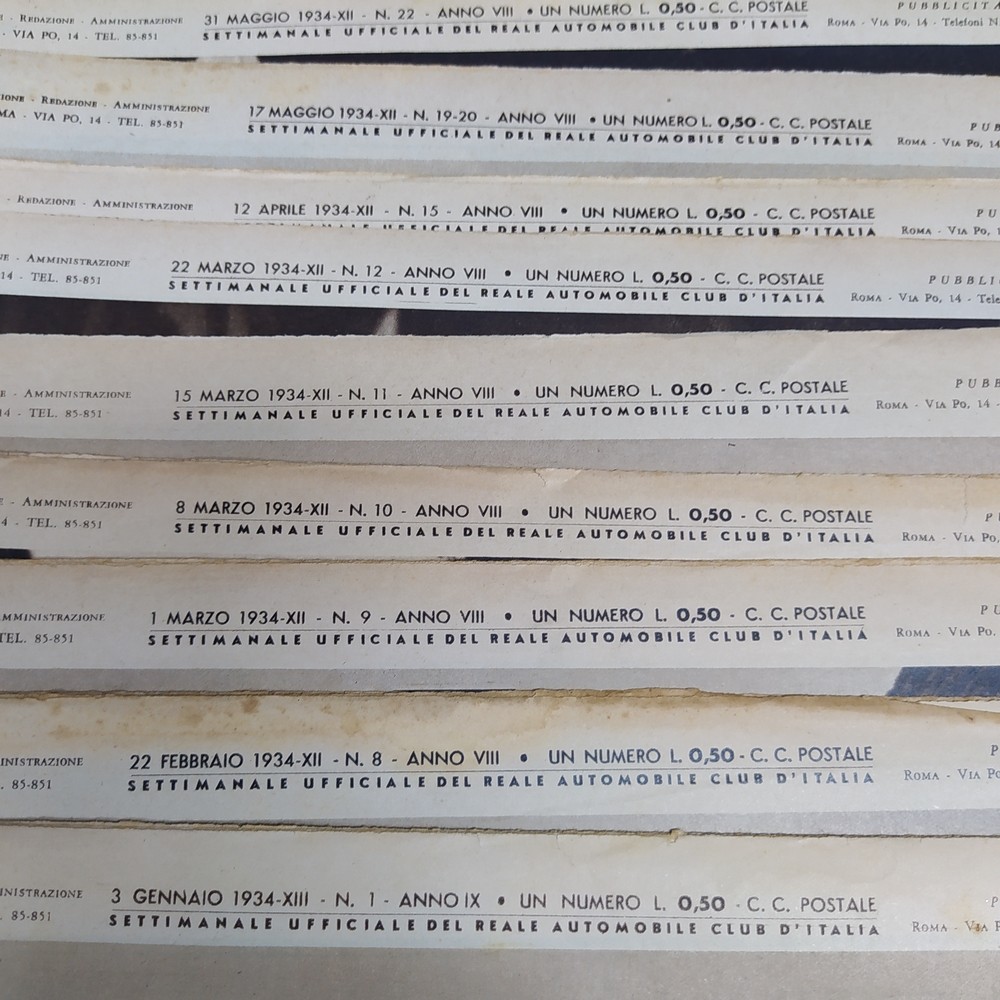 REDAZIONE - AMMINISTRAZIONE 31 MAGGIO 1934-XII - N. 22 - ANNO VIII • UN NUMERO L. 0,50 - C. C. POSTALE
- VIA PO, 14 - TEL. 85-851 SETTIMANALE UFFICIALE DEL REALE AUTOMOBILE CLUB D'ITALIA ROMA - VIA PO, 14 - Telefoni
- REDAZIONE - AMMINISTRAZIONE 17 MAGGIO 1934-XII - N. 19-20 - ANNO VIII • UN NUMERO L. 0,50 - C. C. POSTALE
- VIA PO, 14 - TEL. 85-851 SETTIMANALE UFFICIALE DEL REALE AUTOMOBILE CLUB D'ITALIA ROMA - VIA PO, 14
- REDAZIONE - AMMINISTRAZIONE 12 APRILE 1934-XII - N. 15 - ANNO VIII • UN NUMERO L. 0,50 - C. C. POSTALE
SETTIMANALE UFFICIALE DEL REALE AUTOMOBILE CLUB D'ITALIA ROMA - VIA PO,
- AMMINISTRAZIONE 22 MARZO 1934-XII - N. 12 - ANNO VIII • UN NUMERO L. 0,50 - C. C. POSTALE
14 - TEL. 85-851 SETTIMANALE UFFICIALE DEL REALE AUTOMOBILE CLUB D'ITALIA ROMA - VIA PO, 14 -
- AMMINISTRAZIONE 15 MARZO 1934-XII - N. 11 - ANNO VIII • UN NUMERO L. 0,50 - C. C. POSTALE
14 - TEL. 85-851 SETTIMANALE UFFICIALE DEL REALE AUTOMOBILE CLUB D'ITALIA ROMA - VIA PO, 14 -
- AMMINISTRAZIONE 8 MARZO 1934-XII - N. 10 - ANNO VIII • UN NUMERO L. 0,50 - C. C. POSTALE
- TEL. 85-851 SETTIMANALE UFFICIALE DEL REALE AUTOMOBILE CLUB D'ITALIA ROMA - VIA PO,
AMMINISTRAZIONE 1 MARZO 1934-XII - N. 9 - ANNO VIII • UN NUMERO L. 0,50 - C. C. POSTALE
TEL. 85-851 SETTIMANALE UFFICIALE DEL REALE AUTOMOBILE CLUB D'ITALIA ROMA - VIA PO,
22 FEBBRAIO 1934-XII - N. 8 - ANNO VIII • UN NUMERO L. 0,50 - C. C. POSTALE
85-851 SETTIMANALE UFFICIALE DEL REALE AUTOMOBILE CLUB D'ITALIA ROMA - VIA PO
3 GENNAIO 1934-XIII - N. 1 - ANNO IX • UN NUMERO L. 0,50 - C. C. POSTALE
85-851 SETTIMANALE UFFICIALE DEL REALE AUTOMOBILE CLUB D'ITALIA ROMA - VIA